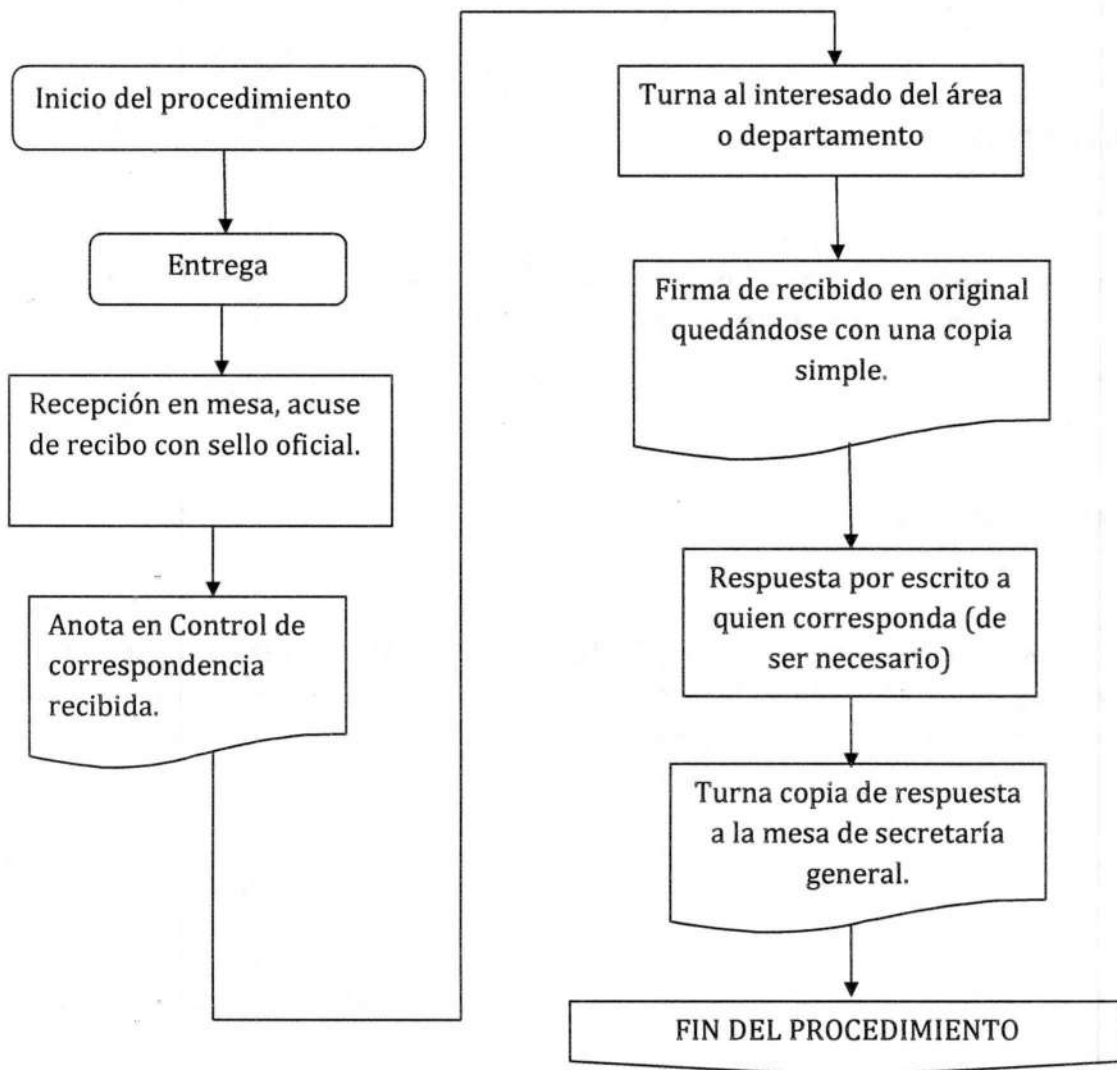 Inicio del procedimiento
Entrega
Recepción en mesa, acuse
de recibo con sello oficial.
Anota en Control de
correspondencia
recibida.
Turna al interesado del área
o departamento
Firma de recibido en original
quedándose con una copia
simple.
Respuesta por escrito a
quien corresponda (de
ser necesario)
Turna copia de respuesta
a la mesa de secretaría
general.
FIN DEL PROCEDIMIENTO